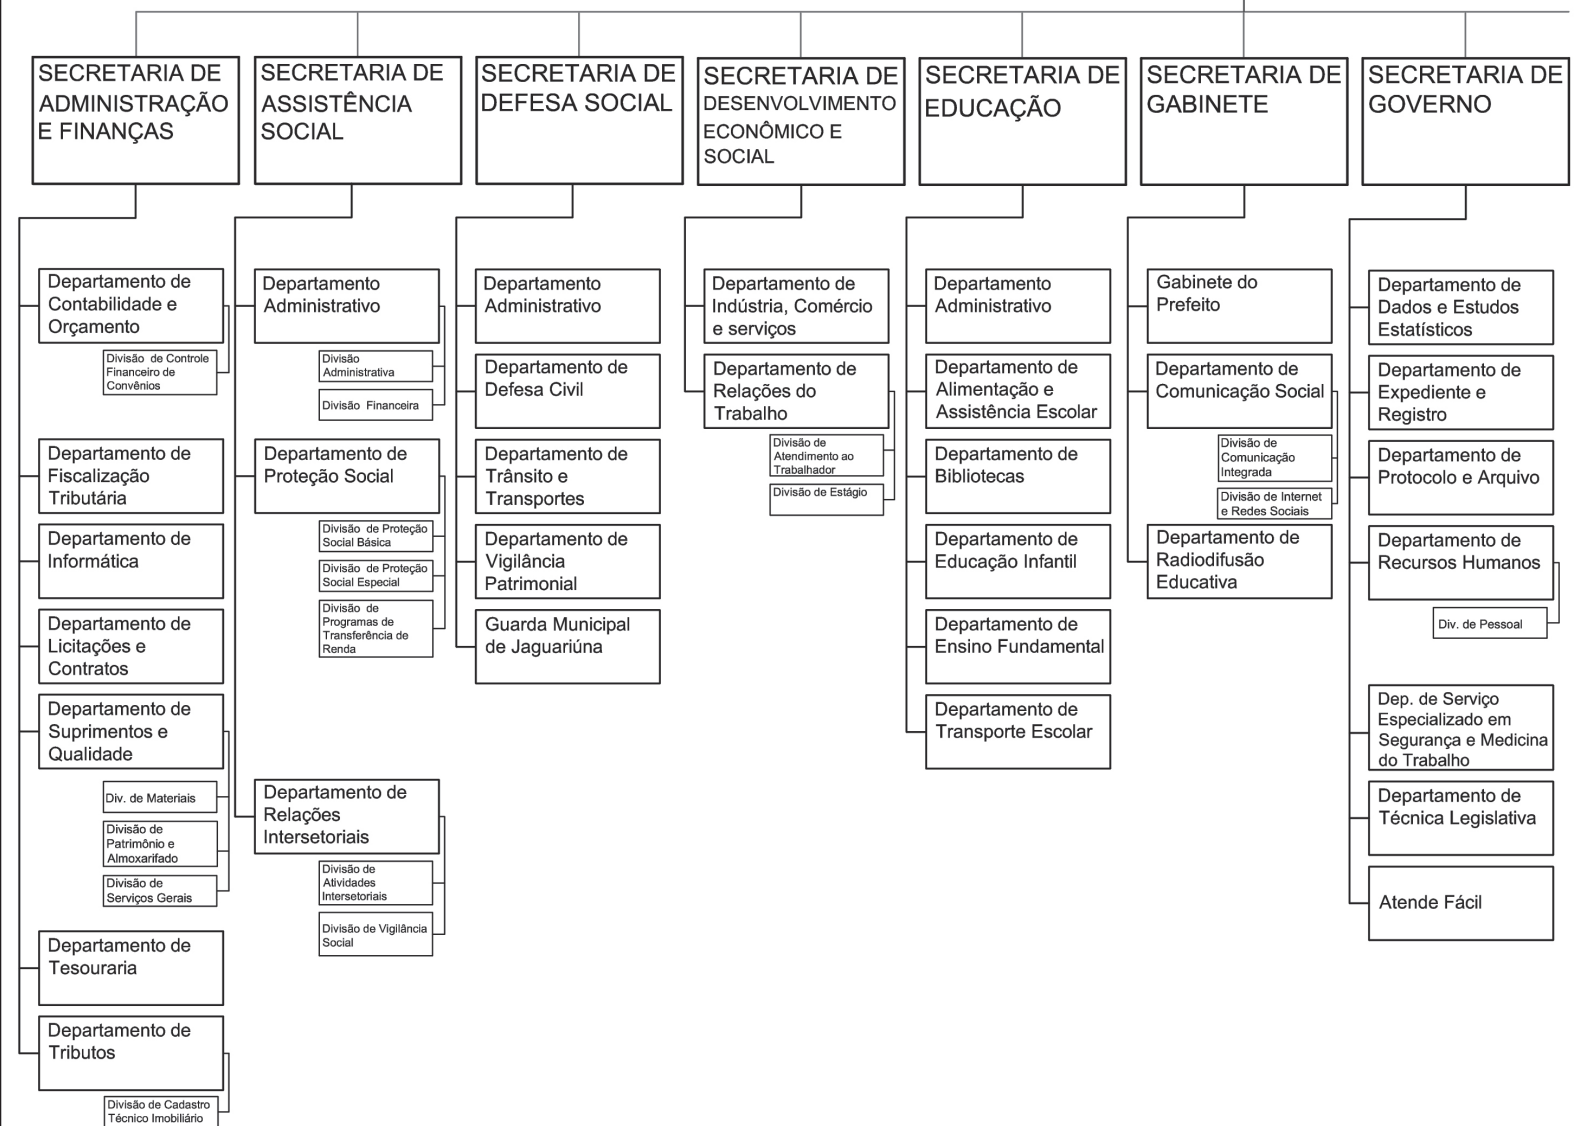 SECRETARIA DE
ADMINISTRAÇÃO
E FINANÇAS
Departamento de
Contabilidade e
Orçamento
Divisão de Controle
Financeiro de
Convênios
Departamento de
Fiscalização
Tributária
Departamento de
Informática
Departamento de
Licitações e
Contratos
Departamento de
Suprimentos e
Qualidade
Div. de Materiais
Divisão de
Patrimônio e
Almoxarifado
Divisão de
Serviços Gerais
Departamento de
Tesouraria
Departamento de
Tributos
Divisão de Cadastro
Técnico Imobiliário
SECRETARIA DE
ASSISTÊNCIA
SOCIAL
Departamento
Administrativo
Divisão
Administrativa
Divisão Financeira
Departamento de
Proteção Social
Divisão de Proteção
Social Básica
Divisão de Proteção
Social Especial
Divisão de
Programas de
Transferência de
Renda
Departamento de
Relações
Intersetoriais
Divisão de
Atividades
Intersetoriais
Divisão de Vigilância
Social
SECRETARIA DE
DEFESA SOCIAL
Departamento
Administrativo
Departamento de
Defesa Civil
Departamento de
Trânsito e
Transportes
Departamento de
Vigilância
Patrimonial
Guarda Municipal
de Jaguariúna
SECRETARIA DE
DESENVOLVIMENTO
ECONÔMICO E
SOCIAL
Departamento de
Indústria, Comércio
e serviços
Departamento de
Relações do
Trabalho
Divisão de
Atendimento ao
Trabalhador
Divisão de Estágio
SECRETARIA DE
EDUCAÇÃO
Departamento
Administrativo
Departamento de
Alimentação e
Assistência Escolar
Departamento de
Bibliotecas
Departamento de
Educação Infantil
Departamento de
Ensino Fundamental
Departamento de
Transporte Escolar
SECRETARIA DE
GABINETE
Gabinete do
Prefeito
Departamento de
Comunicação Social
Divisão de
Comunicação
Integrada
Divisão de Internet
e Redes Sociais
Departamento de
Radiodifusão
Educativa
SECRETARIA DE
GOVERNO
Departamento de
Dados e Estudos
Estatísticos
Departamento de
Expediente e
Registro
Departamento de
Protocolo e Arquivo
Departamento de
Recursos Humanos
Div. de Pessoal
Dep. de Serviço
Especializado em
Segurança e Medicina
do Trabalho
Departamento de
Técnica Legislativa
Atende Fácil